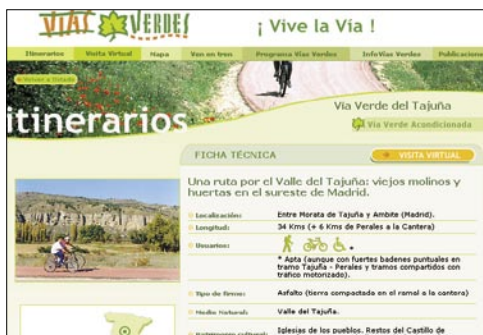 VÍAS VERDES
¡ Vive la Vía !
Itinerarios Visita Virtual Mapa Ven en tren Programa Vías Verdes InfoVías Verdes Publicacione
Volver a listado
itinerarios
Vía Verde del Tajuña
Vía Verde Acondicionada
FICHA TÉCNICA
VISITA VIRTUAL
Una ruta por el Valle del Tajuña: viejos molinos y
huertas en el sureste de Madrid.
Localización: Entre Morata de Tajuña y Ambite (Madrid).
Longitud: 34 Kms (+ 6 Kms de Perales a la Cantera)
Usuarios: *
* Apta (aunque con fuertes badenes puntuales en
tramo Tajuña - Perales y tramos compartidos con
tráfico motorizado).
Tipo de firme: Asfalto (tierra compactada en el ramal a la cantera)
Medio Natural: Valle del Tajuña.
Patrimonio cultural: Iglesias de los pueblos. Restos del Castillo de